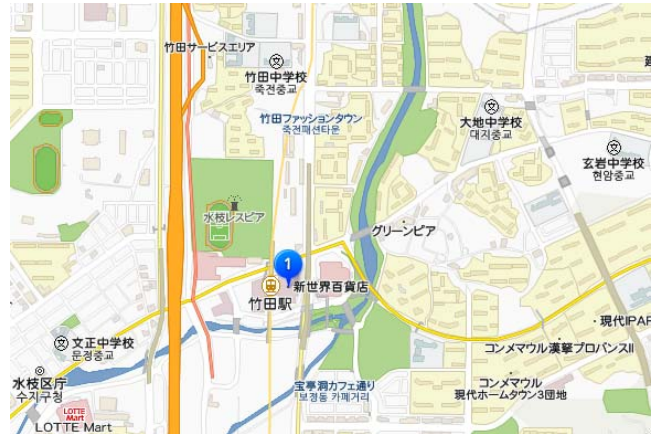 竹田サービスエリア
竹田中学校
죽전중교
竹田ファッションタウン
죽전패션타운
大地中学校
대지중교
玄岩中学校
현암중교
水枝レスピア
グリーンピア
1
新世界百貨店
竹田駅
文正中学校
문정중교
水枝区庁
수지구청
LOTTE Mart
LOTTE Mart
宝亭洞カフェ通り
보정동 카페거리
現代IPAR
コンメマウル漢拏プロバンスII
コンメマウル
現代ホームタウン3団地